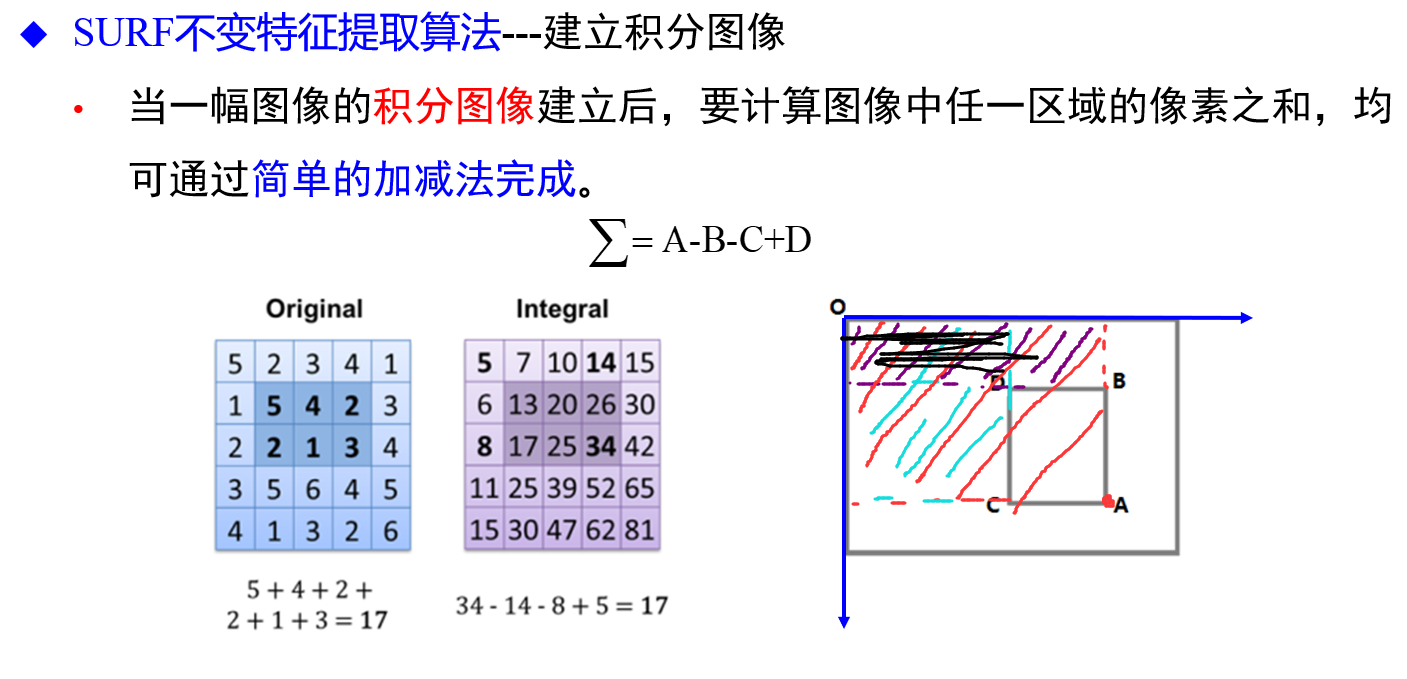 ◆ SURF不变特征提取算法---建立积分图像
• 当一幅图像的积分图像建立后，要计算图像中任一区域的像素之和，均
可通过简单的加减法完成。
∑= A-B-C+D
Original
5 2 3 4 1
1 5 4 2 3
2 2 1 3 4
3 5 6 4 5
4 1 3 2 6
5 + 4 + 2 +
2 + 1 + 3 = 17
Integral
5 7 10 14 15
6 13 20 26 30
8 17 25 34 42
11 25 39 52 65
15 30 47 62 81
34 - 14 - 8 + 5 = 17
O
D B
C A